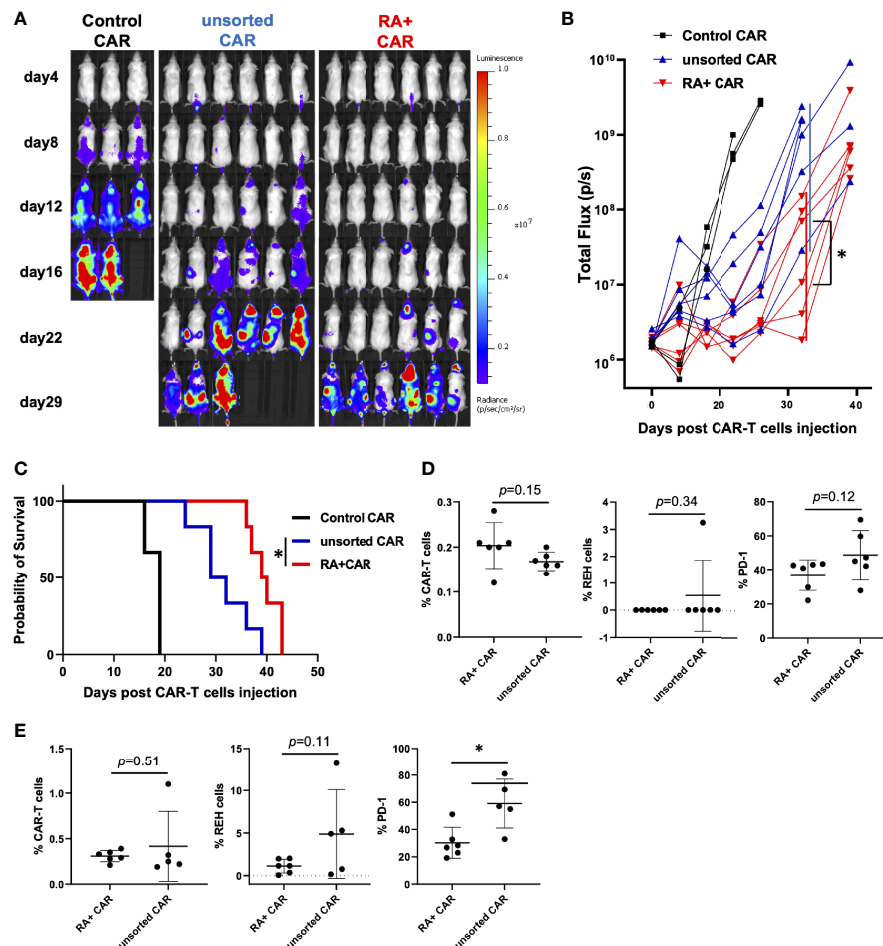 A
Control
CAR
unsorted
CAR
RA+
CAR
day4
day8
day12
day16
day22
day29
Luminescence
1.0
0.8
0.6
x10⁷
0.4
0.2
Radiance
(p/sec/cm²/sr)
B
Control CAR
unsorted CAR
RA+ CAR
Total Flux (p/s)
10¹⁰
10⁹
10⁸
10⁷
10⁶
*
0 20 30 40
Days post CAR-T cells injection
C
Probability of Survival
100
50
0
Control CAR
unsorted CAR
RA+CAR
*
0 10 20 30 40 50
Days post CAR-T cells injection
D
% CAR-T cells
p=0.15
0.3
0.2
0.1
0.0
RA+ CAR
unsorted CAR
% REH cells
p=0.34
4
3
2
1
0
-1
RA+ CAR
unsorted CAR
% PD-1
p=0.12
80
60
40
20
0
RA+ CAR
unsorted CAR
E
% CAR-T cells
p=0.51
1.5
1.0
0.5
0.0
RA+ CAR
unsorted CAR
% REH cells
p=0.11
15
10
5
0
RA+ CAR
unsorted CAR
% PD-1
*
100
80
60
40
20
0
RA+ CAR
unsorted CAR